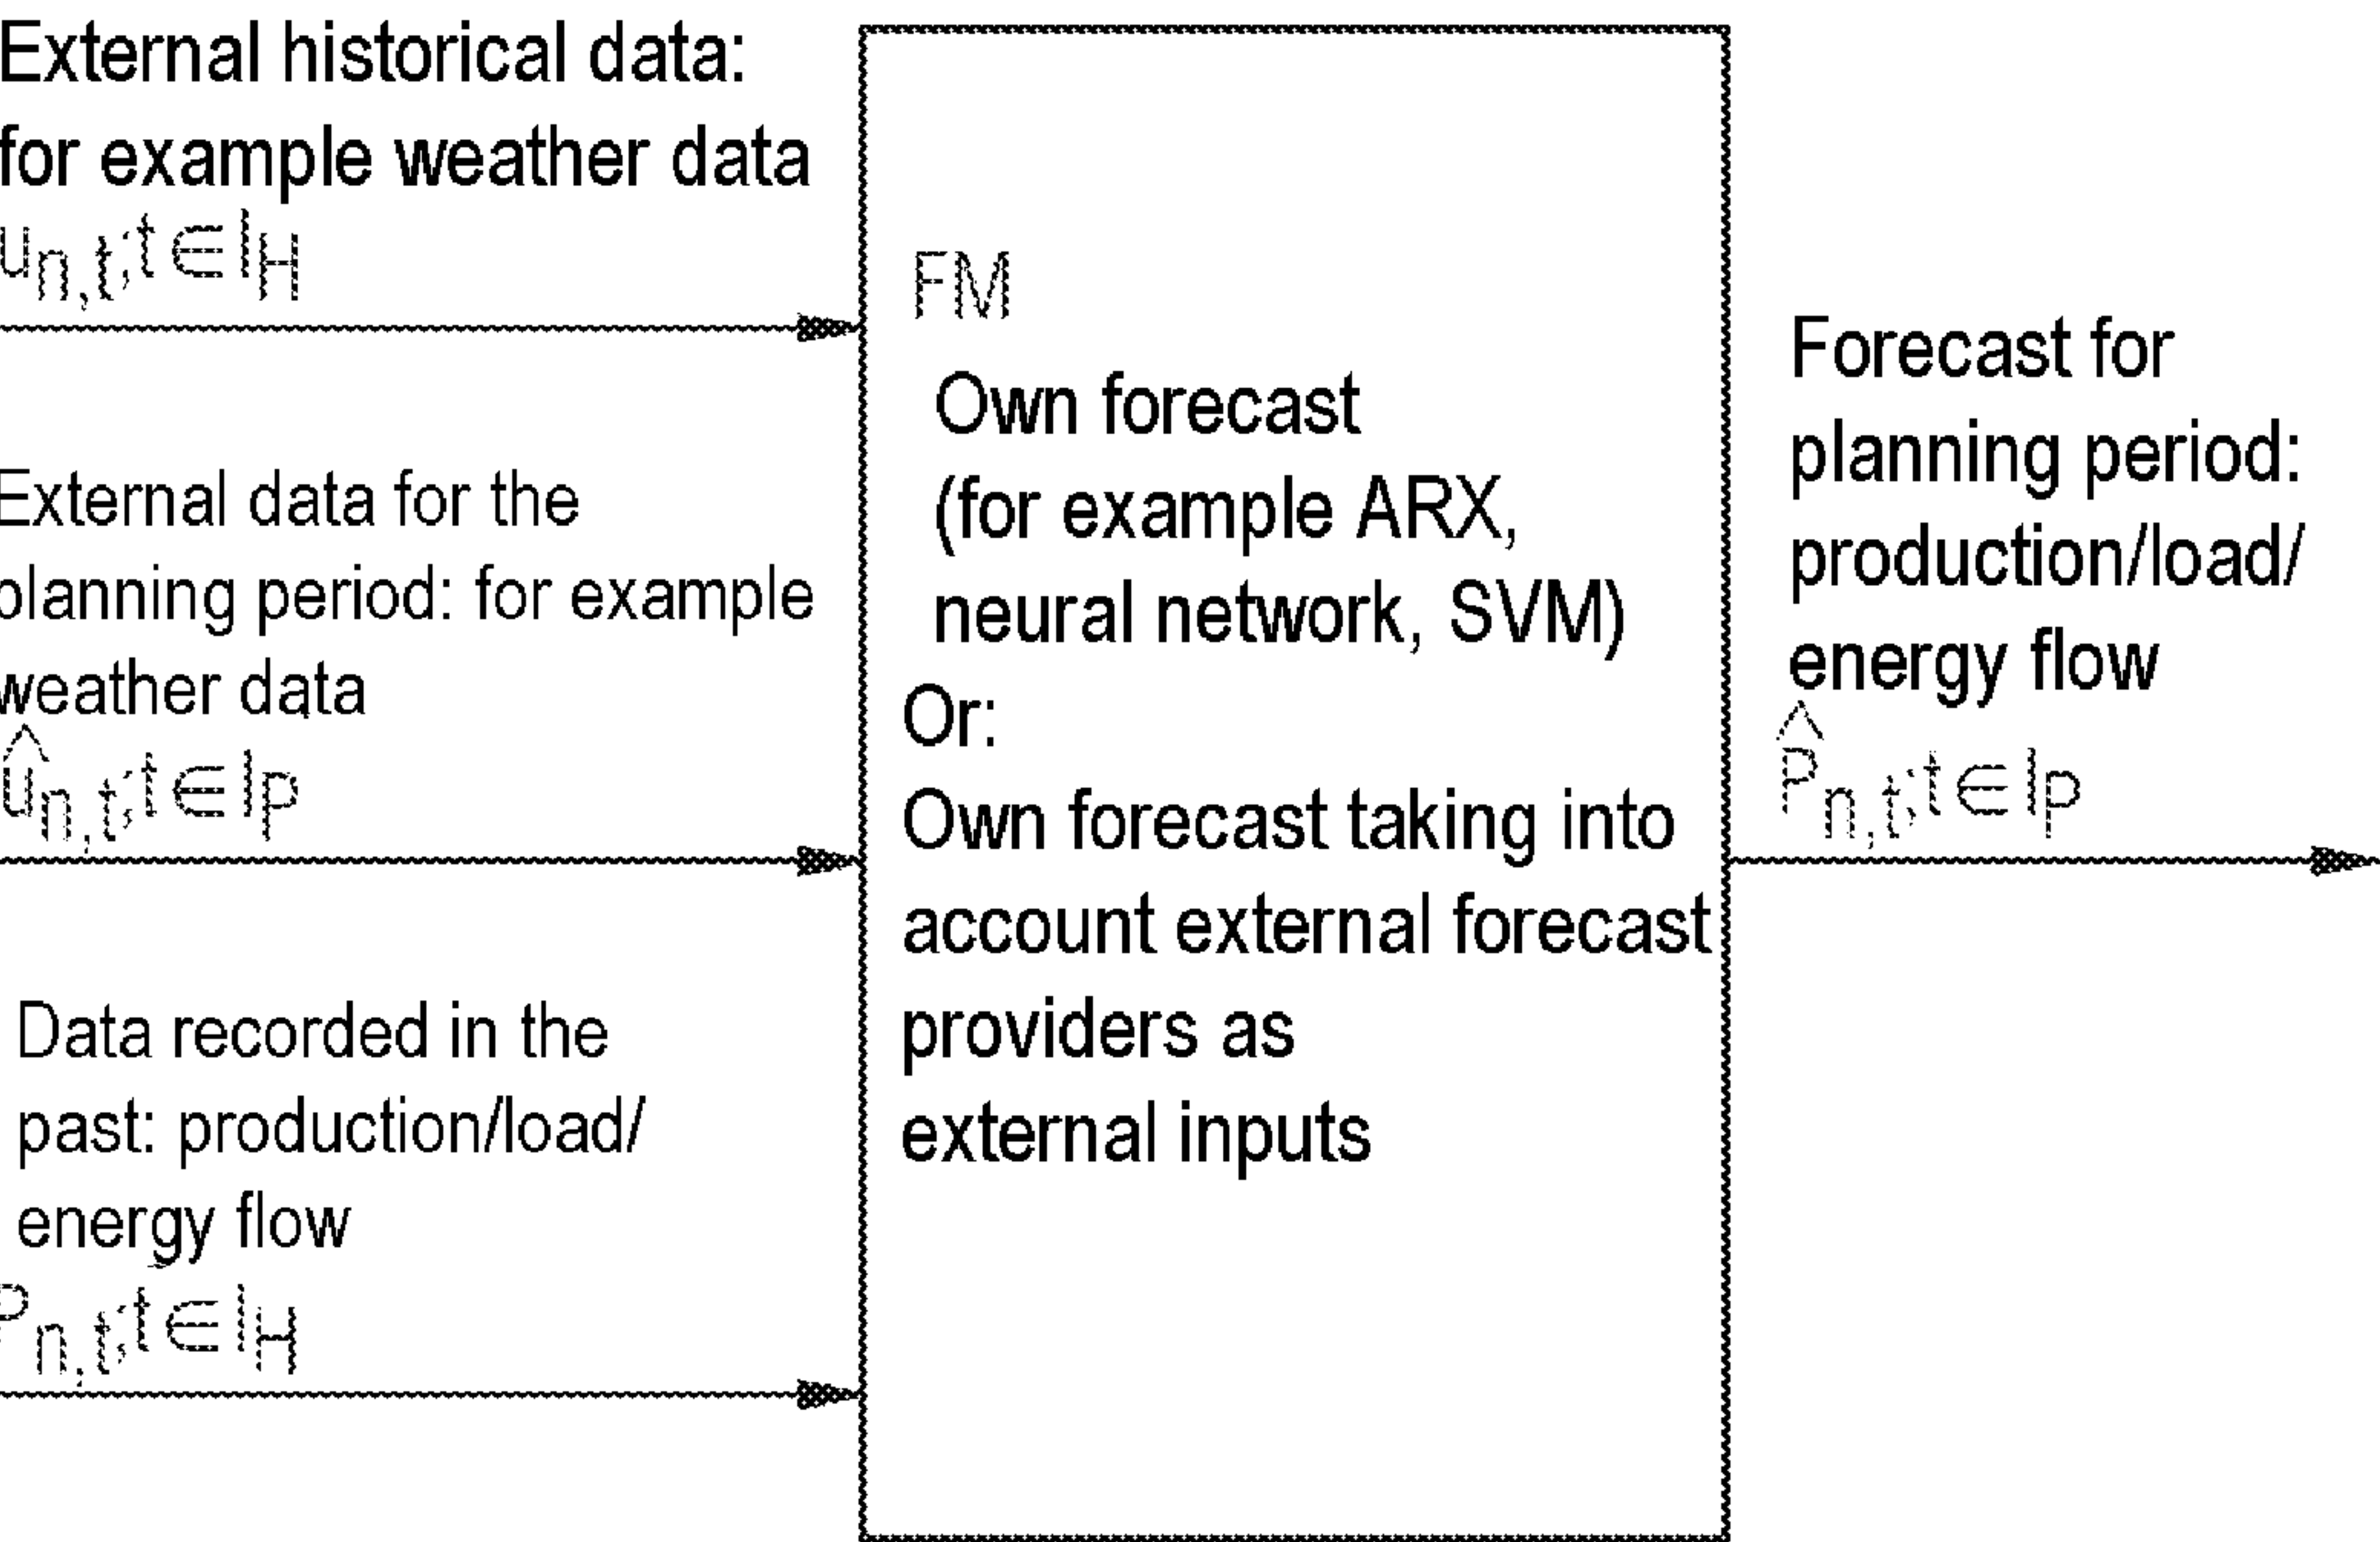 External historical data:
for example weather data
u_{n,t};t∈I_H
External data for the
planning period: for example
weather data
û_{n,t};t∈I_P
Data recorded in the
past: production/load/
energy flow
P_{n,t};t∈I_H
FM
Own forecast
(for example ARX,
neural network, SVM)
Or:
Own forecast taking into
account external forecast
providers as
external inputs
Forecast for
planning period:
production/load/
energy flow
P̂_{n,t};t∈I_P